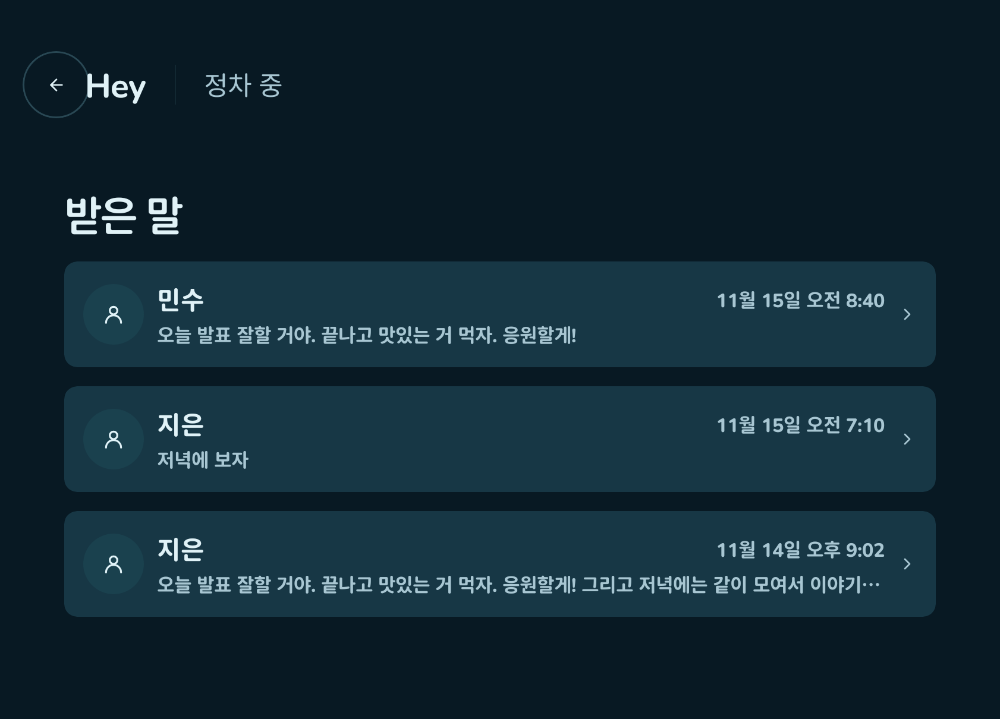 Hey
정차 중
받은 말
민수
11월 15일 오전 8:40
오늘 발표 잘할 거야. 끝나고 맛있는 거 먹자. 응원할게!
지은
11월 15일 오전 7:10
저녁에 보자
지은
11월 14일 오후 9:02
오늘 발표 잘할 거야. 끝나고 맛있는 거 먹자. 응원할게! 그리고 저녁에는 같이 모여서 이야기…